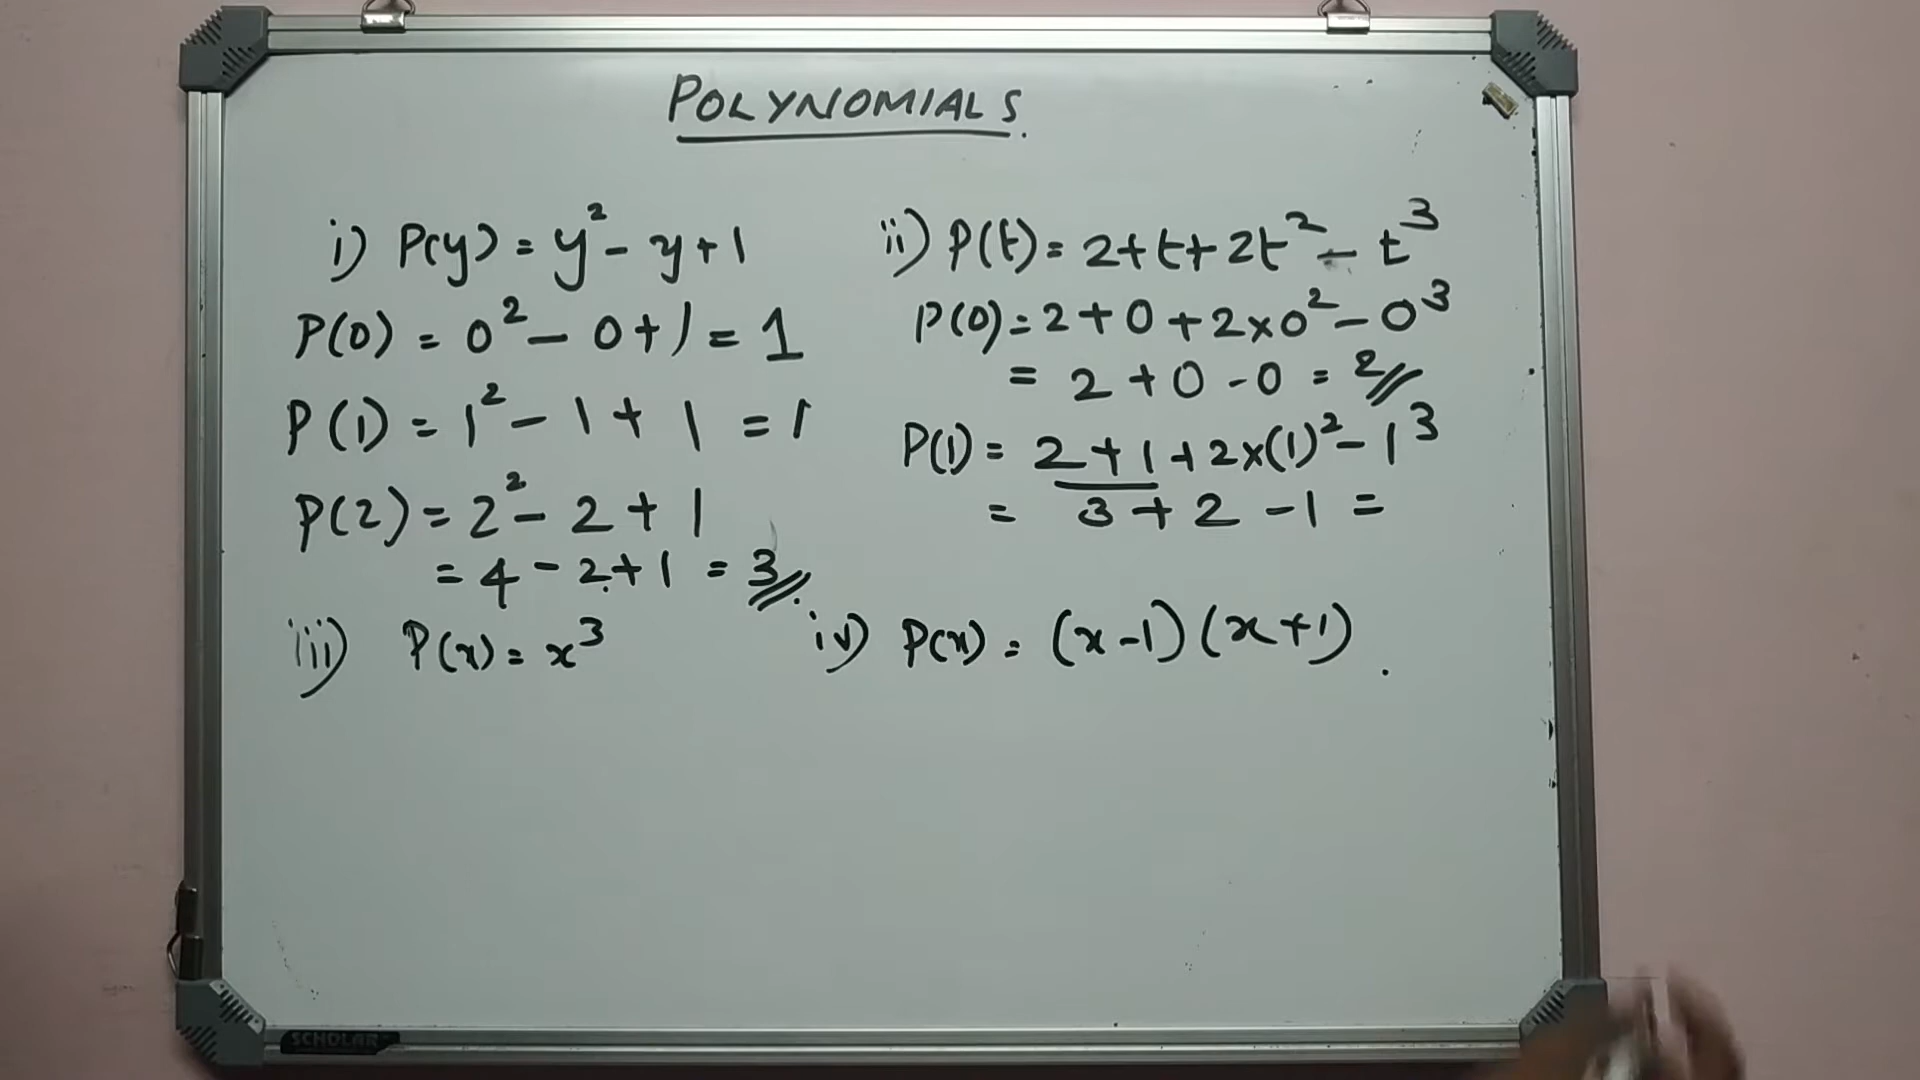 POLYNOMIALS.
i) P(y) = y² - y + 1
P(0) = 0² - 0 + 1 = 1
P(1) = 1² - 1 + 1 = 1
P(2) = 2² - 2 + 1
= 4 - 2 + 1 = 3
ii) P(t) = 2 + t + 2t² - t³
P(0) = 2 + 0 + 2×0² - 0³
= 2 + 0 - 0 = 2
P(1) = 2 + 1 + 2×(1)² - 1³
= 3 + 2 - 1 =
iii) P(x) = x³
iv) P(x) = (x-1)(x+1).
SCHOLAR